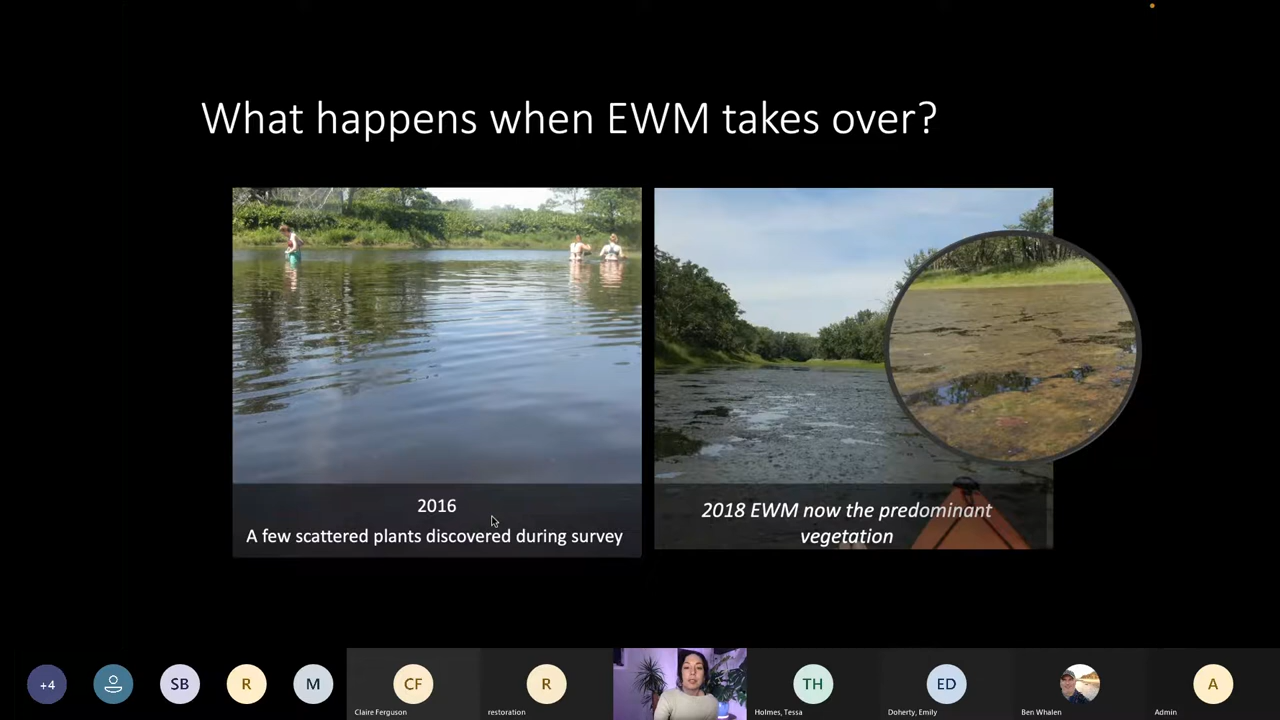 What happens when EWM takes over?
2016
A few scattered plants discovered during survey
2018 EWM now the predominant
vegetation
+4
SB
R
M
CF
Claire Ferguson
R
restoration
TH
Holmes, Tessa
ED
Doherty, Emily
Ben Whalen
A
Admin